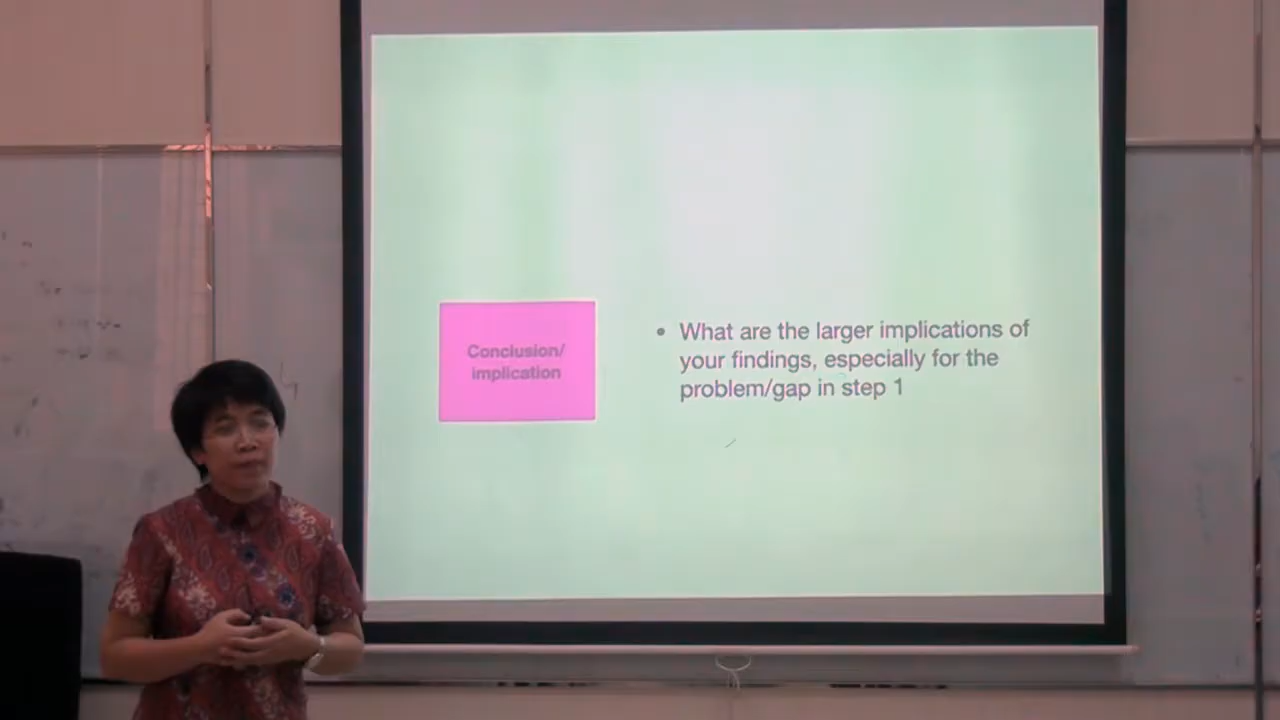 Conclusion/
implication
• What are the larger implications of
your findings, especially for the
problem/gap in step 1